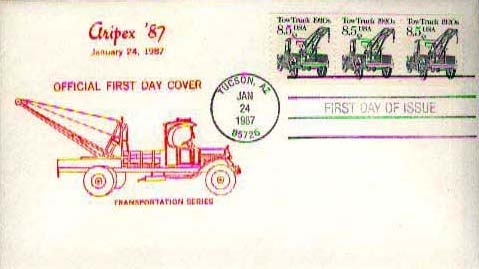 Aripex '87
January 24, 1987
OFFICIAL FIRST DAY COVER
TRANSPORTATION SERIES
TUCSON, AZ
JAN
24
1987
85726
Tow Truck 1920s
8.5 USA
Tow Truck 1920s
8.5 USA
Tow Truck 1920s
8.5 USA
FIRST DAY OF ISSUE